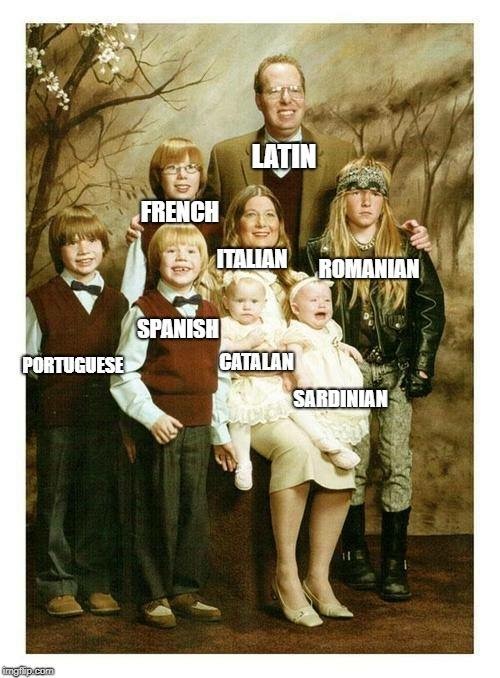 LATIN
FRENCH
ITALIAN
ROMANIAN
SPANISH
PORTUGUESE
CATALAN
SARDINIAN
imgflip.com